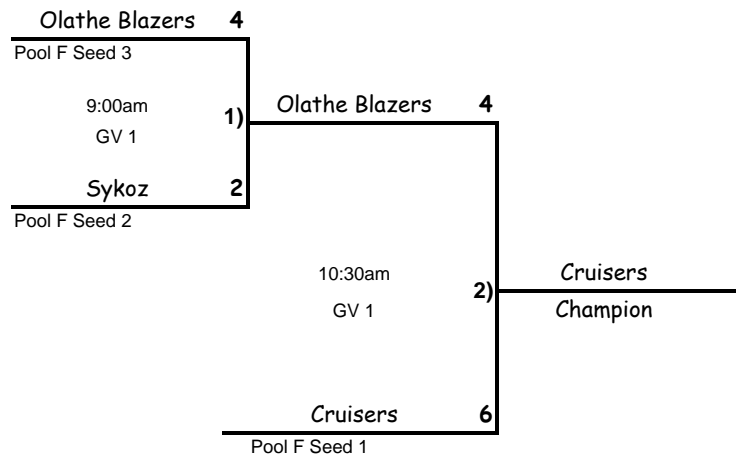 Olathe Blazers 4
Pool F Seed 3
9:00am
1) Olathe Blazers 4
GV 1
Sykoz 2
Pool F Seed 2
10:30am
2) Cruisers
GV 1
Champion
Cruisers 6
Pool F Seed 1